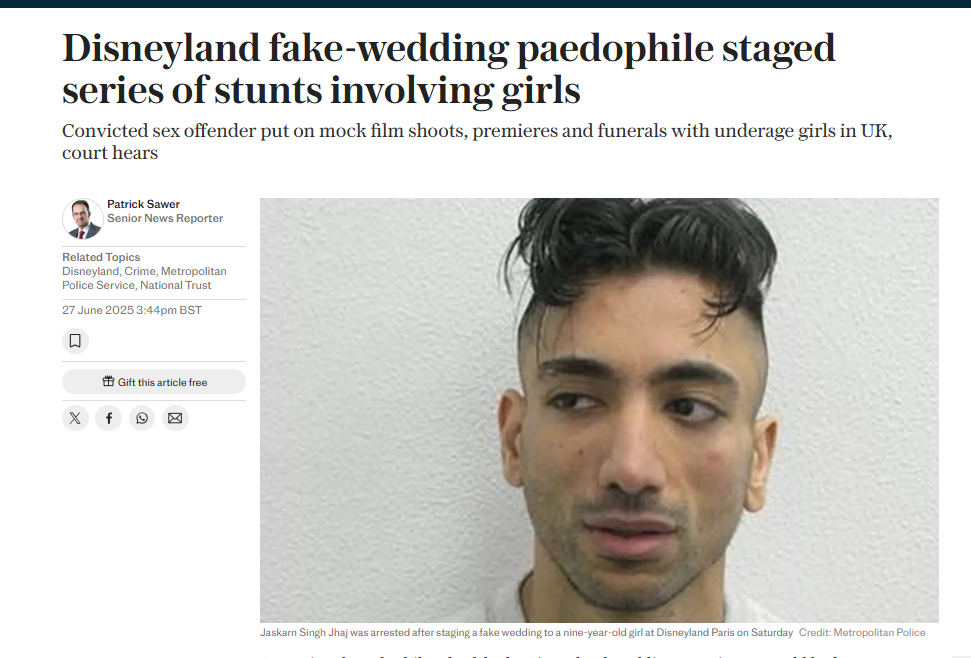 Disneyland fake-wedding paedophile staged
series of stunts involving girls
Convicted sex offender put on mock film shoots, premieres and funerals with underage girls in UK,
court hears
Patrick Sawer
Senior News Reporter
Related Topics
Disneyland, Crime, Metropolitan
Police Service, National Trust
27 June 2025 3:44pm BST
Gift this article free
Jaskarn Singh Jhaj was arrested after staging a fake wedding to a nine-year-old girl at Disneyland Paris on Saturday Credit: Metropolitan Police